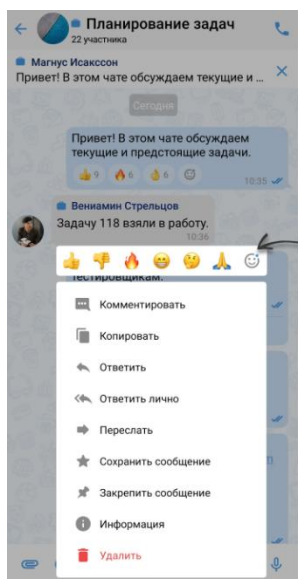 Планирование задач
22 участника
Магнус Исакссон
Привет! В этом чате обсуждаем текущие и ...
Сегодня
Привет! В этом чате обсуждаем
текущие и предстоящие задачи.
9 6 6
10:35
Вениамин Стрельцов
Задачу 118 взяли в работу.
10:36
тестировщикам.
Комментировать
Копировать
Ответить
Ответить лично
Переслать
Сохранить сообщение
Закрепить сообщение
Информация
Удалить